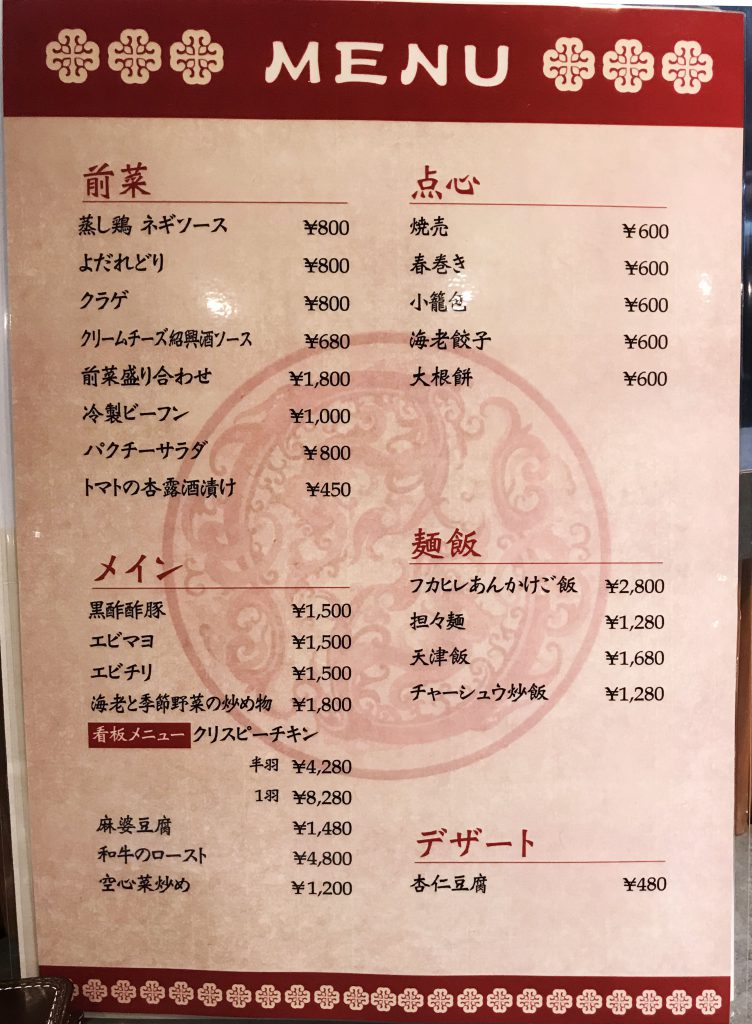 MENU
前菜
蒸し鶏 ネギソース ¥800
よだれどり ¥800
クラゲ ¥800
クリームチーズ紹興酒ソース ¥680
前菜盛り合わせ ¥1,800
冷製ビーフン ¥1,000
パクチーサラダ ¥800
トマトの杏露酒漬け ¥450
メイン
黒酢酢豚 ¥1,500
エビマヨ ¥1,500
エビチリ ¥1,500
海老と季節野菜の炒め物 ¥1,800
看板メニュー クリスピーチキン
半羽 ¥4,280
1羽 ¥8,280
麻婆豆腐 ¥1,480
和牛のロースト ¥4,800
空心菜炒め ¥1,200
点心
焼売 ¥600
春巻き ¥600
小籠包 ¥600
海老餃子 ¥600
大根餅 ¥600
麺飯
フカヒレあんかけご飯 ¥2,800
担々麺 ¥1,280
天津飯 ¥1,680
チャーシュウ炒飯 ¥1,280
デザート
杏仁豆腐 ¥480